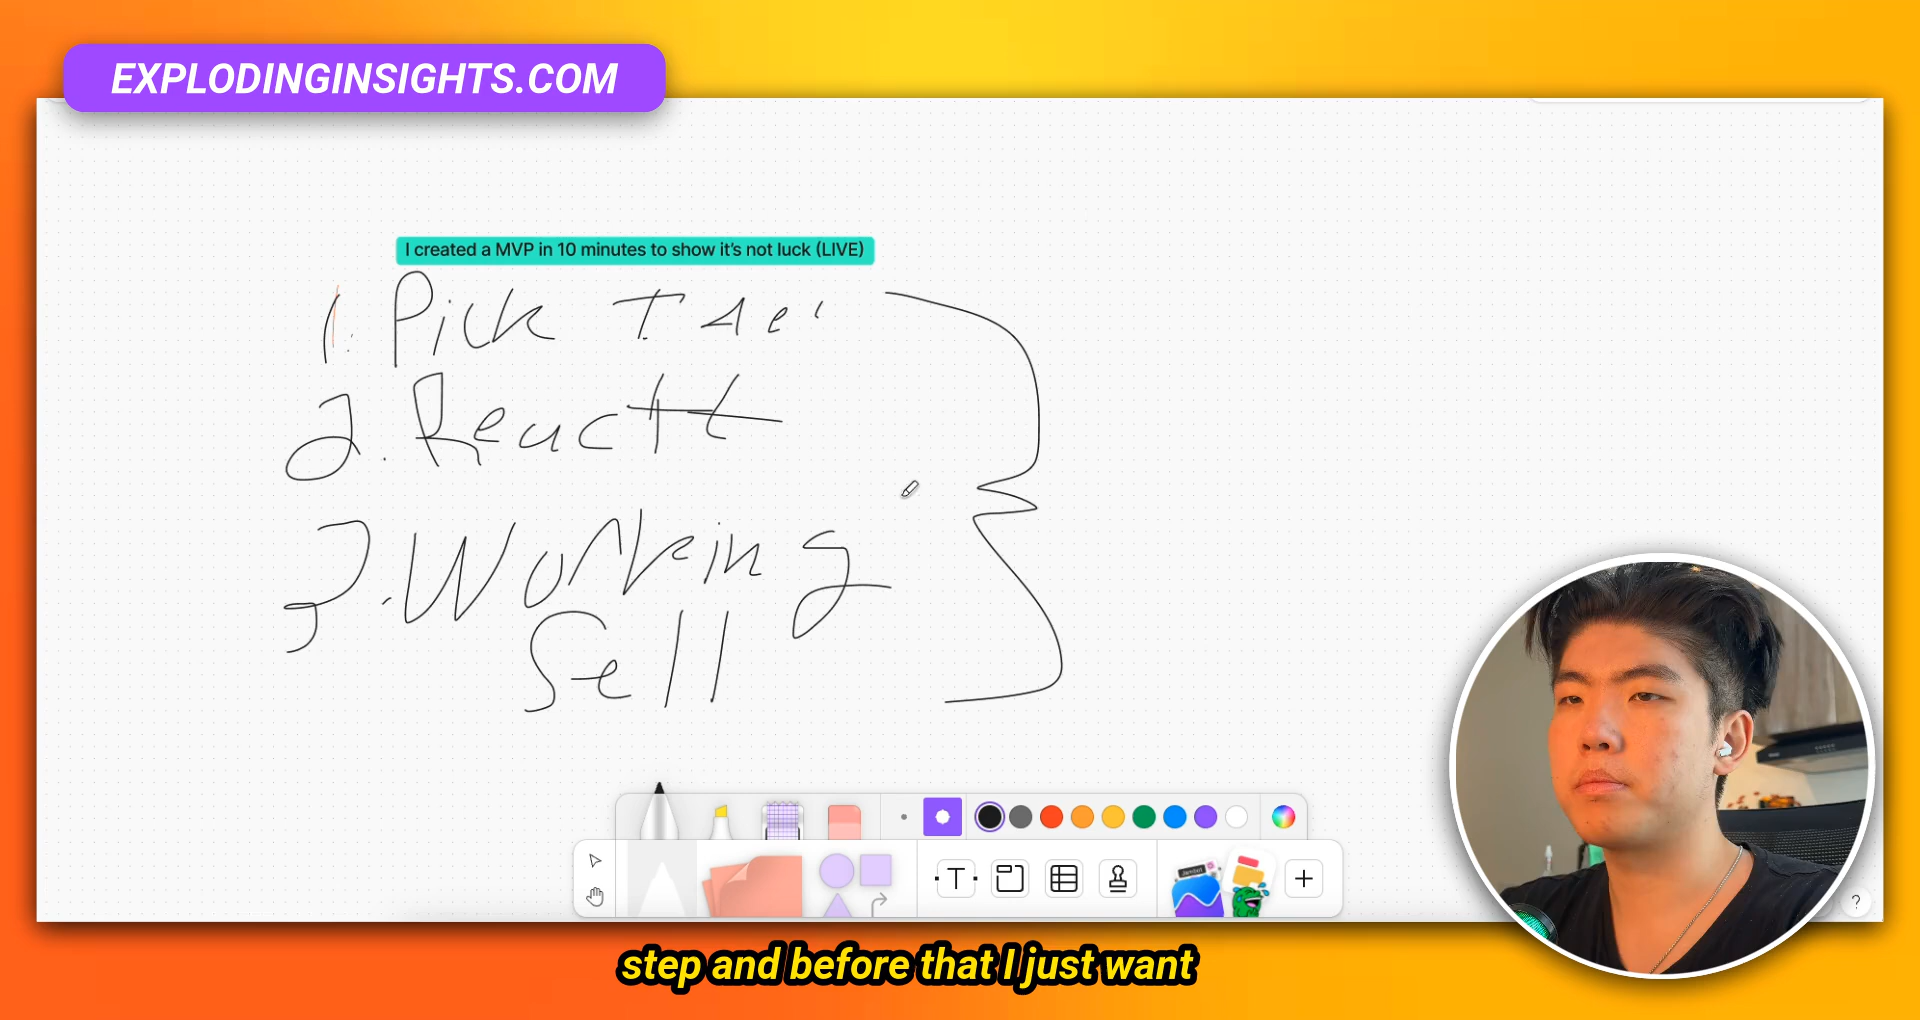 EXPLODINGINSIGHTS.COM
I created a MVP in 10 minutes to show it's not luck (LIVE)
1. Pick
2. Reactt
3. Working
Sell
T
?
step and before that I just want